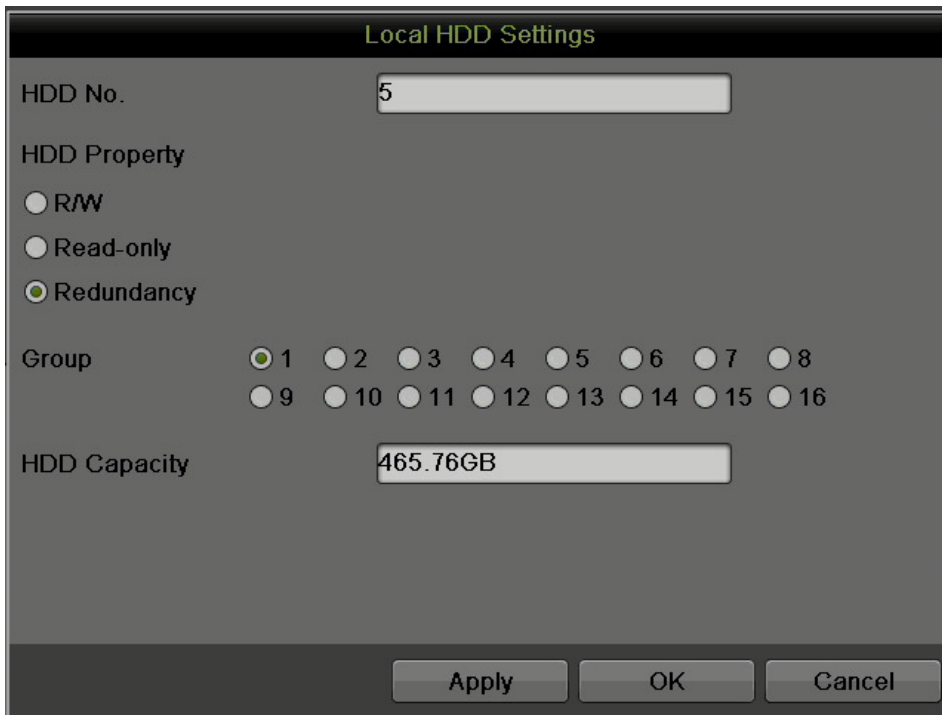 Local HDD Settings
HDD No. 5
HDD Property
R/W
Read-only
Redundancy
Group 1 2 3 4 5 6 7 8
9 10 11 12 13 14 15 16
HDD Capacity 465.76GB
Apply OK Cancel